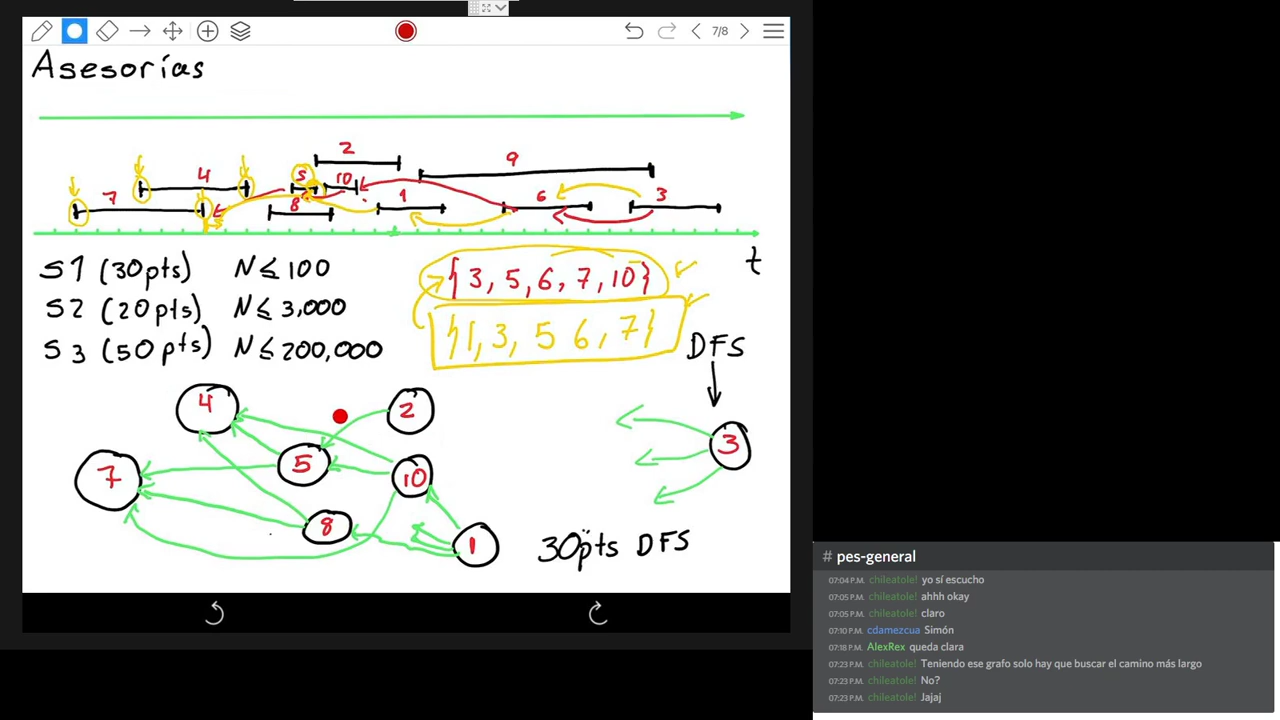 7/8
Asesorías
2
9
4
5
10
7
8
1
6
3
t
S1 (30pts) N ≤ 100
{3, 5, 6, 7, 10}
S2 (20pts) N ≤ 3,000
{1, 3, 5 6, 7}
S3 (50pts) N ≤ 200,000
DFS
4
2
3
5
7
10
8
1
30pts DFS
# pes-general
07:04 P.M. chileatole! yo sí escucho
07:05 P.M. chileatole! ahhh okay
07:05 P.M. chileatole! claro
07:10 P.M. cdamezcua Simón
07:18 P.M. AlexRex queda clara
07:23 P.M. chileatole! Teniendo ese grafo solo hay que buscar el camino más largo
07:23 P.M. chileatole! No?
07:23 P.M. chileatole! Jajaj